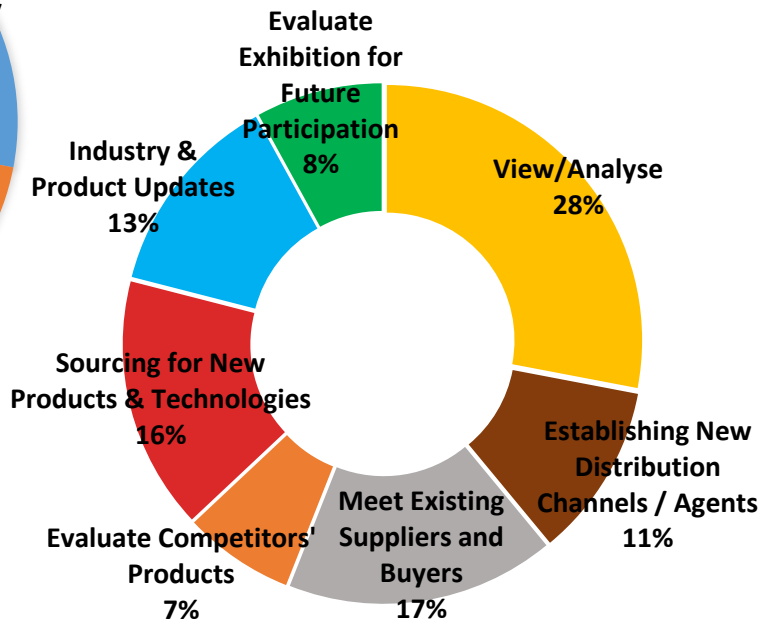 Evaluate
Exhibition for
Future
Participation
8%
View/Analyse
28%
Establishing New
Distribution
Channels / Agents
11%
Meet Existing
Suppliers and
Buyers
17%
Evaluate Competitors'
Products
7%
Sourcing for New
Products & Technologies
16%
Industry &
Product Updates
13%